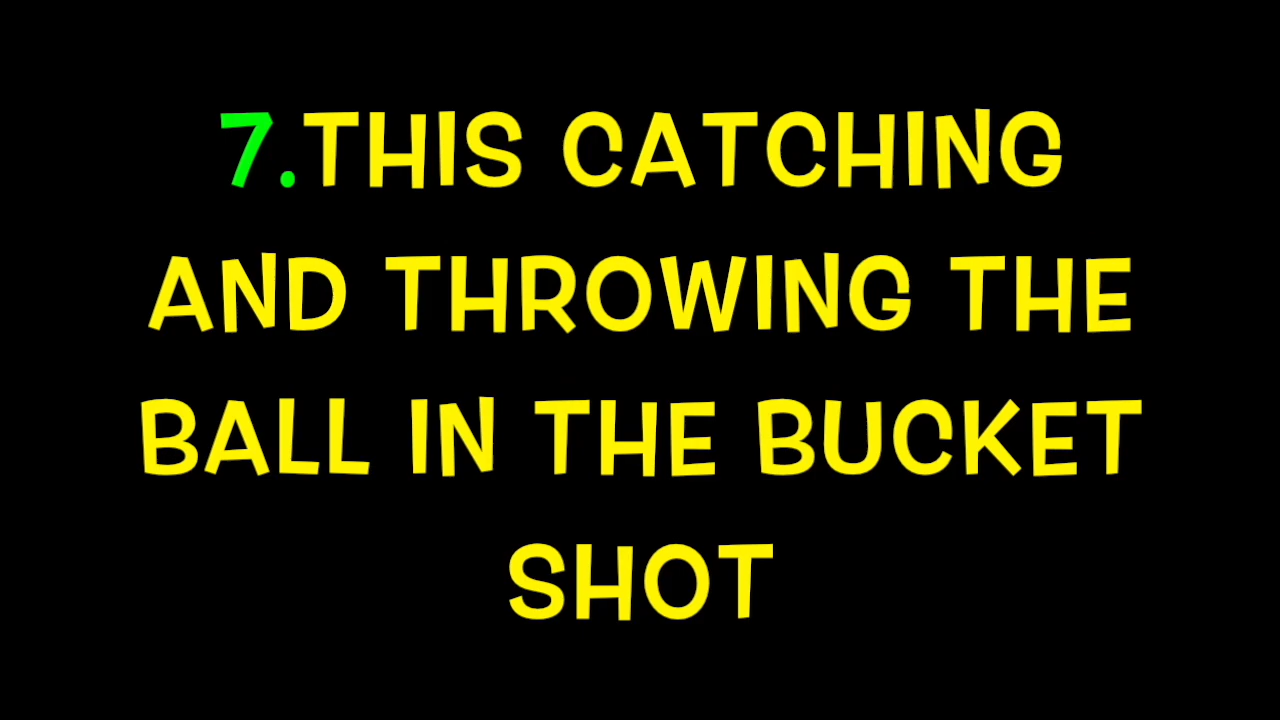 7.THIS CATCHING
AND THROWING THE
BALL IN THE BUCKET
SHOT